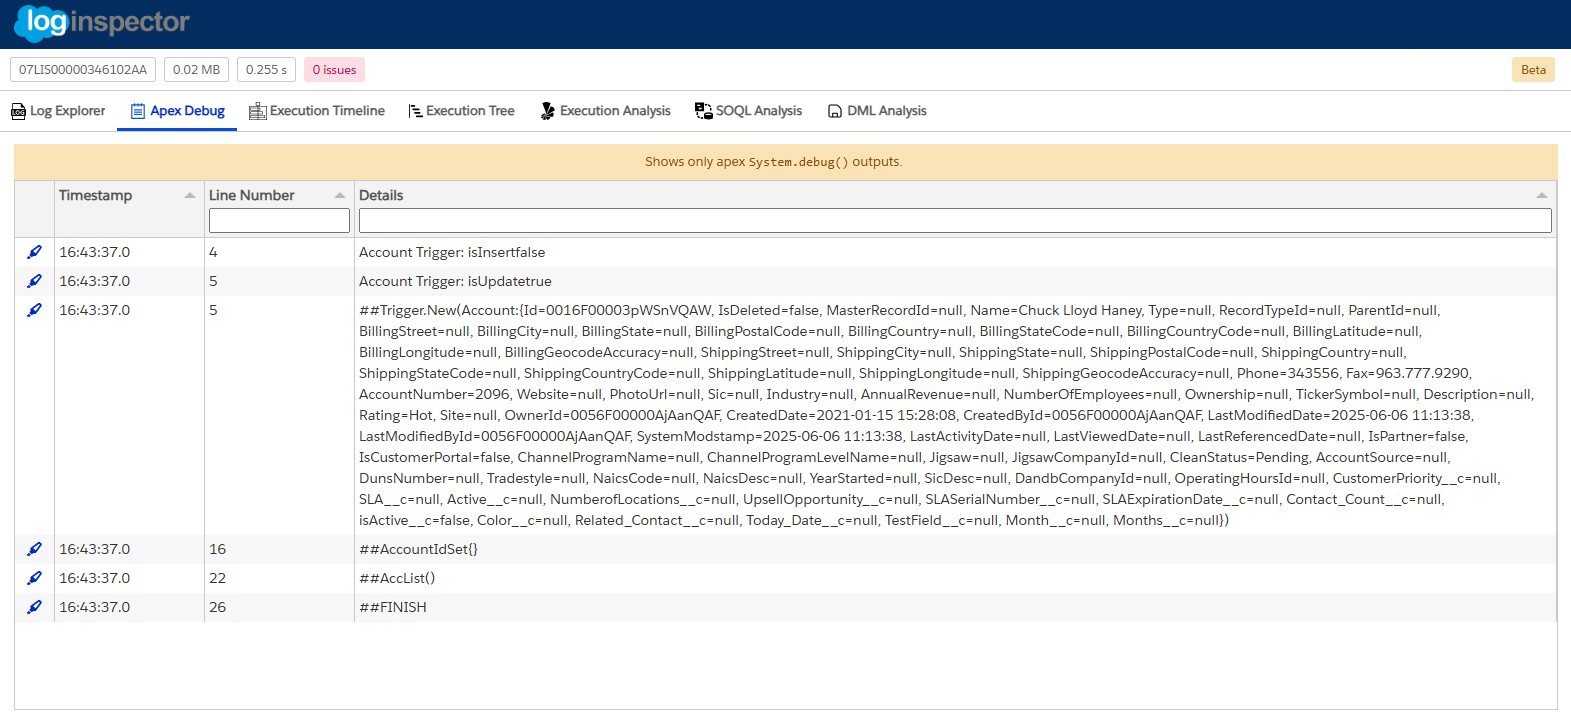 loginspector
07LIS00000346102AA 0.02 MB 0.255 s 0 issues Beta
Log Explorer Apex Debug Execution Timeline Execution Tree Execution Analysis SOQL Analysis DML Analysis
Shows only apex System.debug() outputs.
Timestamp Line Number Details
16:43:37.0 4 Account Trigger: isInsertfalse
16:43:37.0 5 Account Trigger: isUpdatetrue
16:43:37.0 5 ##Trigger.New(Account:{Id=0016F00003pWSnVQAW, IsDeleted=false, MasterRecordId=null, Name=Chuck Lloyd Haney, Type=null, RecordTypeId=null, ParentId=null,
BillingStreet=null, BillingCity=null, BillingState=null, BillingPostalCode=null, BillingCountry=null, BillingStateCode=null, BillingCountryCode=null, BillingLatitude=null,
BillingLongitude=null, BillingGeocodeAccuracy=null, ShippingStreet=null, ShippingCity=null, ShippingState=null, ShippingPostalCode=null, ShippingCountry=null,
ShippingStateCode=null, ShippingCountryCode=null, ShippingLatitude=null, ShippingLongitude=null, ShippingGeocodeAccuracy=null, Phone=343556, Fax=963.777.9290,
AccountNumber=2096, Website=null, PhotoUrl=null, Sic=null, Industry=null, AnnualRevenue=null, NumberOfEmployees=null, Ownership=null, TickerSymbol=null, Description=null,
Rating=Hot, Site=null, OwnerId=0056F00000AjAanQAF, CreatedDate=2021-01-15 15:28:08, CreatedById=0056F00000AjAanQAF, LastModifiedDate=2025-06-06 11:13:38,
LastModifiedById=0056F00000AjAanQAF, SystemModstamp=2025-06-06 11:13:38, LastActivityDate=null, LastViewedDate=null, LastReferencedDate=null, IsPartner=false,
IsCustomerPortal=false, ChannelProgramName=null, ChannelProgramLevelName=null, Jigsaw=null, JigsawCompanyId=null, CleanStatus=Pending, AccountSource=null,
DunsNumber=null, Tradestyle=null, NaicsCode=null, NaicsDesc=null, YearStarted=null, SicDesc=null, DandbCompanyId=null, OperatingHoursId=null, CustomerPriority__c=null,
SLA__c=null, Active__c=null, NumberofLocations__c=null, UpsellOpportunity__c=null, SLASerialNumber__c=null, SLAExpirationDate__c=null, Contact_Count__c=null,
isActive__c=false, Color__c=null, Related_Contact__c=null, Today_Date__c=null, TestField__c=null, Month__c=null, Months__c=null})
16:43:37.0 16 ##AccountIdSet{}
16:43:37.0 22 ##AccList()
16:43:37.0 26 ##FINISH